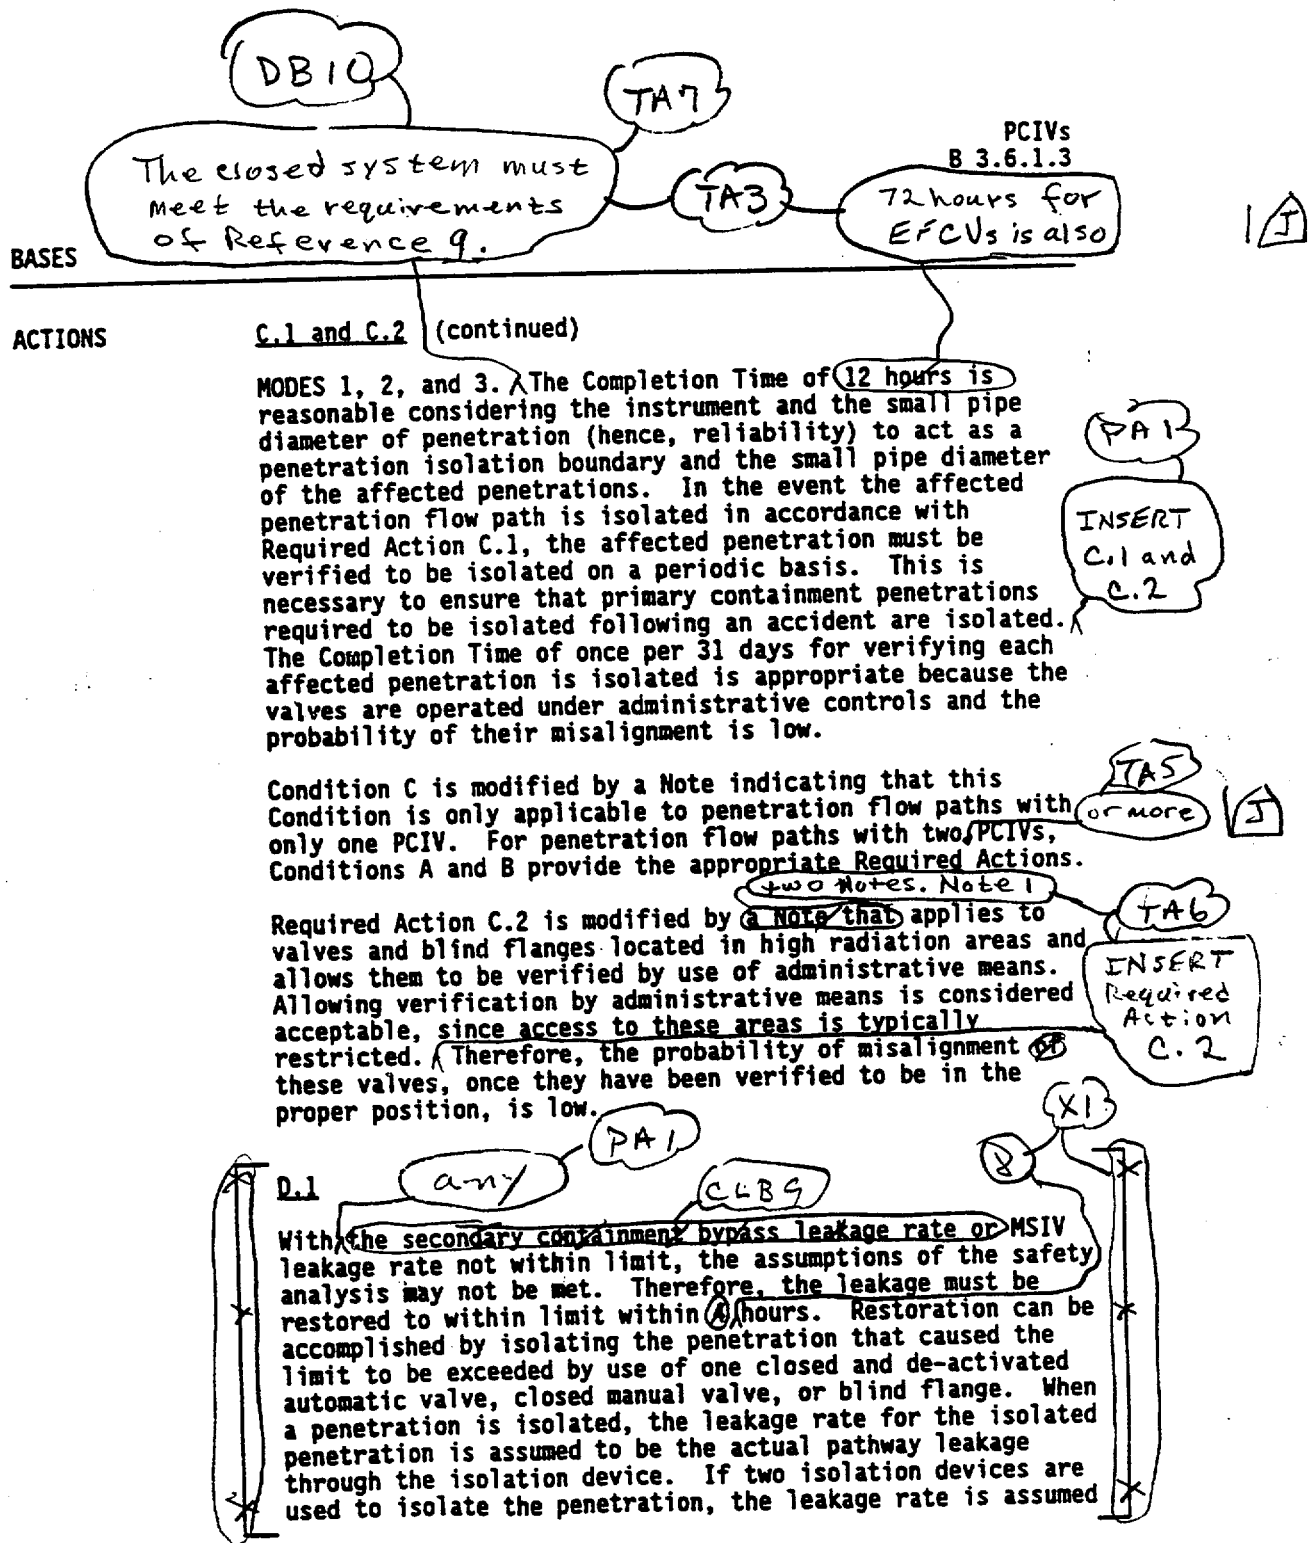 DB10
TA7
PCIVs
B 3.6.1.3
The closed system must
meet the requirements
of Reference 9.
TA3
72 hours for
EFCVs is also
J
BASES
ACTIONS
C.1 and C.2 (continued)
MODES 1, 2, and 3. The Completion Time of 12 hours is
reasonable considering the instrument and the small pipe
diameter of penetration (hence, reliability) to act as a
penetration isolation boundary and the small pipe diameter
of the affected penetrations. In the event the affected
penetration flow path is isolated in accordance with
Required Action C.1, the affected penetration must be
verified to be isolated on a periodic basis. This is
necessary to ensure that primary containment penetrations
required to be isolated following an accident are isolated.
The Completion Time of once per 31 days for verifying each
affected penetration is isolated is appropriate because the
valves are operated under administrative controls and the
probability of their misalignment is low.
PA1
INSERT
C.1 and
C.2
Condition C is modified by a Note indicating that this
Condition is only applicable to penetration flow paths with
only one PCIV. For penetration flow paths with two PCIVs,
Conditions A and B provide the appropriate Required Actions.
TA5
or more
J
two Notes. Note 1
Required Action C.2 is modified by a Note that applies to
valves and blind flanges located in high radiation areas and
allows them to be verified by use of administrative means.
Allowing verification by administrative means is considered
acceptable, since access to these areas is typically
restricted. Therefore, the probability of misalignment of
these valves, once they have been verified to be in the
proper position, is low.
TA6
INSERT
Required
Action
C.2
X1
PA1
8
D.1
any
CLB9
With the secondary containment bypass leakage rate or MSIV
leakage rate not within limit, the assumptions of the safety
analysis may not be met. Therefore, the leakage must be
restored to within limit within 4 hours. Restoration can be
accomplished by isolating the penetration that caused the
limit to be exceeded by use of one closed and de-activated
automatic valve, closed manual valve, or blind flange. When
a penetration is isolated, the leakage rate for the isolated
penetration is assumed to be the actual pathway leakage
through the isolation device. If two isolation devices are
used to isolate the penetration, the leakage rate is assumed